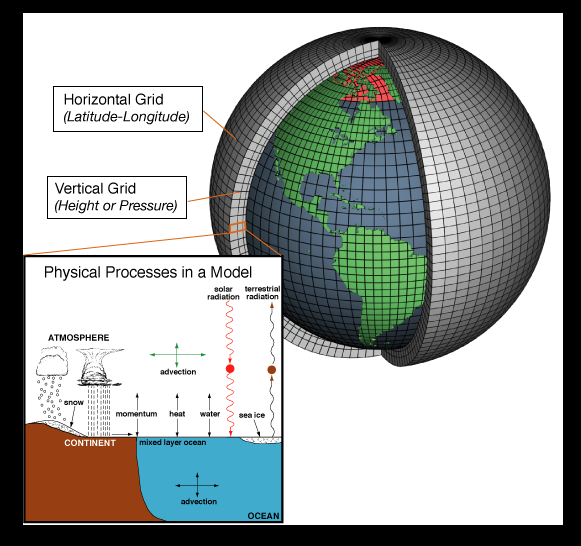 Horizontal Grid
(Latitude-Longitude)
Vertical Grid
(Height or Pressure)
Physical Processes in a Model
solar
radiation
terrestrial
radiation
ATMOSPHERE
advection
snow
momentum
heat
water
sea ice
CONTINENT
mixed layer ocean
advection
OCEAN